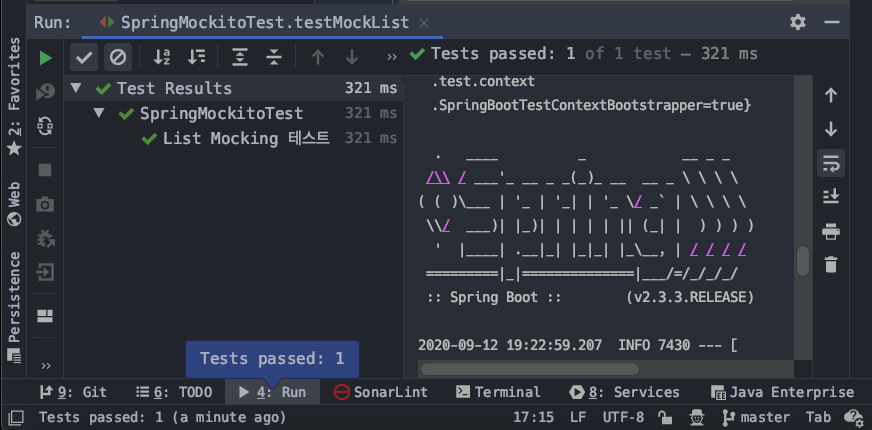 Run: SpringMockitoTest.testMockList ×
» Tests passed: 1 of 1 test – 321 ms
Test Results 321 ms
SpringMockitoTest 321 ms
List Mocking 테스트 321 ms
.test.context
.SpringBootTestContextBootstrapper=true}
  .   ____          _            __ _ _
 /\\ / ___'_ __ _ _(_)_ __  __ _ \ \ \ \
( ( )\___ | '_ | '_| | '_ \/ _` | \ \ \ \
 \\/  ___)| |_)| | | | | || (_| |  ) ) ) )
  '  |____| .__|_| |_|_| |_\__, | / / / /
 =========|_|==============|___/=/_/_/_/
 :: Spring Boot ::        (v2.3.3.RELEASE)
2020-09-12 19:22:59.207  INFO 7430 --- [
2: Favorites
Web
Persistence
»
Tests passed: 1
9: Git
6: TODO
4: Run
SonarLint
Terminal
8: Services
Java Enterprise
Tests passed: 1 (a minute ago)
17:15 LF UTF-8 master Tab